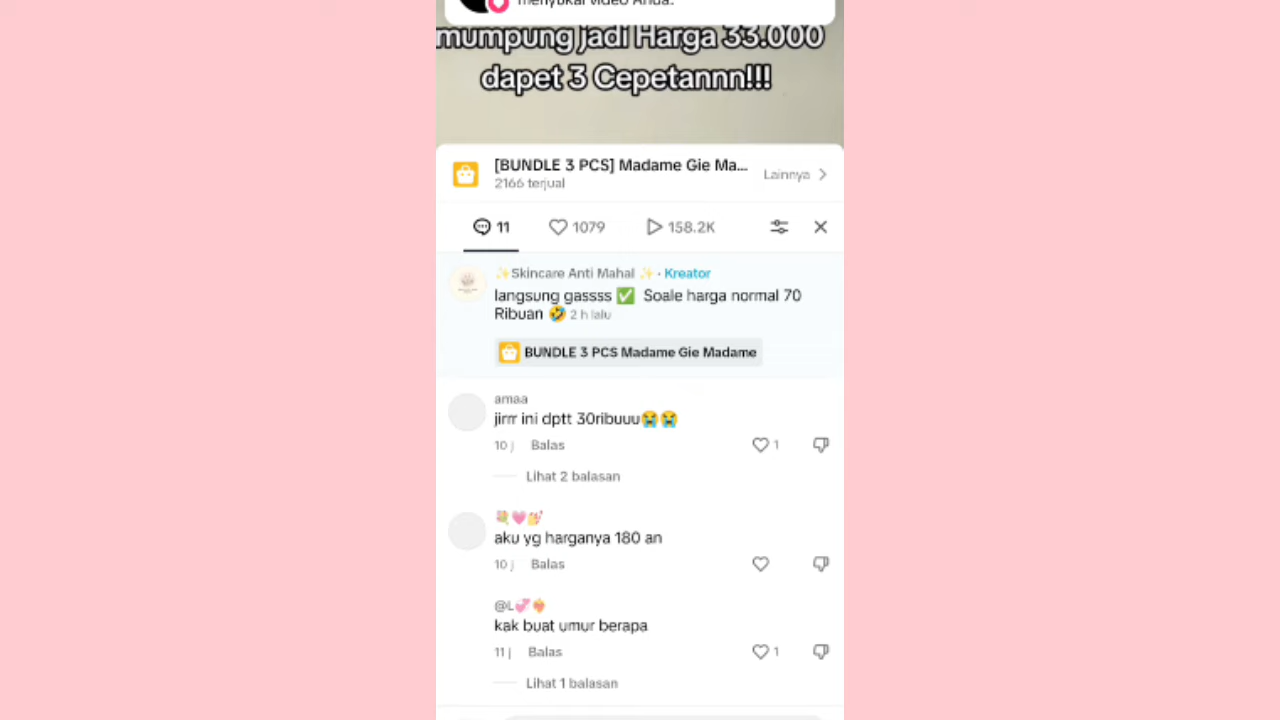 menyukai video Anda.
mumpung jadi Harga 33.000
dapet 3 Cepetannn!!!
[BUNDLE 3 PCS] Madame Gie Ma...
2166 terjual
Lainnya
11
1079
158.2K
✨Skincare Anti Mahal ✨ · Kreator
langsung gassss ✅ Soale harga normal 70
Ribuan 🤣 2 h lalu
BUNDLE 3 PCS Madame Gie Madame
amaa
jirrr ini dptt 30ribuuu😭😭
10 j Balas
1
Lihat 2 balasan
💐💗💅
aku yg harganya 180 an
10 j Balas
@L💞❤️‍🔥
kak buat umur berapa
11 j Balas
1
Lihat 1 balasan